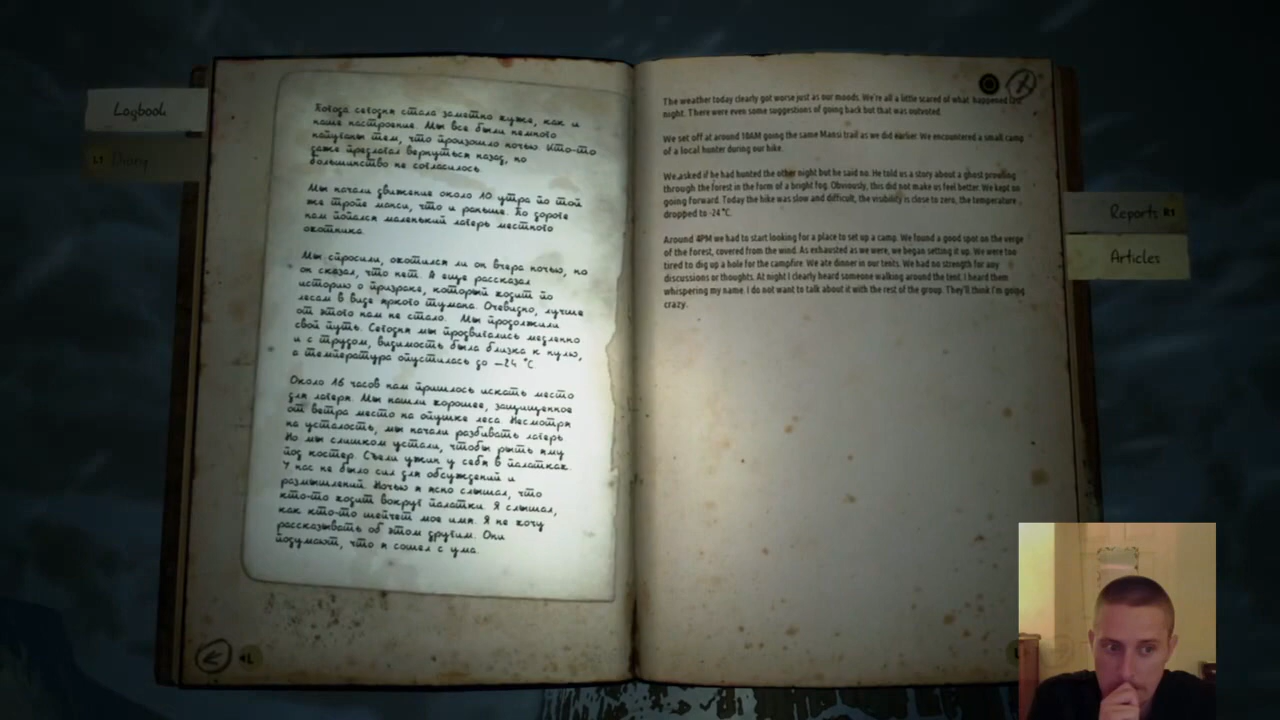 Logbook
L1 Diary
Погода сегодня стала заметно хуже, как и
наше настроение. Мы все были немного
напуганы тем, что произошло ночью. Кто-то
даже предлагал вернуться назад, но
большинство не согласилось.
Мы начали движение около 10 утра по той
же тропе манси, что и раньше. По дороге
нам попался маленький лагерь местного
охотника.
Мы спросили, охотился ли он вчера ночью, но
он сказал, что нет. А еще рассказал
историю о призраке, который ходит по
лесам в виде яркого тумана. Очевидно, лучше
от этого нам не стало. Мы продолжили
свой путь. Сегодня мы продвигались медленно
и с трудом, видимость была близка к нулю,
а температура опустилась до -24 °C.
Около 16 часов нам пришлось искать место
для лагеря. Мы нашли хорошее, защищенное
от ветра место на опушке леса. Несмотря
на усталость, мы начали разбивать лагерь
Но мы слишком устали, чтобы рыть яму
под костер. Съели ужин у себя в палатках.
У нас не было сил для обсуждений и
размышлений. Ночью я ясно слышал, что
кто-то ходит вокруг палатки. Я слышал,
как кто-то шепчет мое имя. Я не хочу
рассказывать об этом другим. Они
подумают, что я сошел с ума.
L
The weather today clearly got worse just as our moods. We're all a little scared of what happened last
night. There were even some suggestions of going back but that was outvoted.
We set off at around 10AM going the same Mansi trail as we did earlier. We encountered a small camp
of a local hunter during our hike.
We asked if he had hunted the other night but he said no. He told us a story about a ghost prowling
through the forest in the form of a bright fog. Obviously, this did not make us feel better. We kept on
going forward. Today the hike was slow and difficult, the visibility is close to zero, the temperature
dropped to -24 °C.
Around 4PM we had to start looking for a place to set up a camp. We found a good spot on the verge
of the forest, covered from the wind. As exhausted as we were, we began setting it up. We were too
tired to dig up a hole for the campfire. We ate dinner in our tents. We had no strength for any
discussions or thoughts. At night I clearly heard someone walking around the tent. I heard them
whispering my name. I do not want to talk about it with the rest of the group. They'll think I'm going
crazy.
Reports R1
Articles